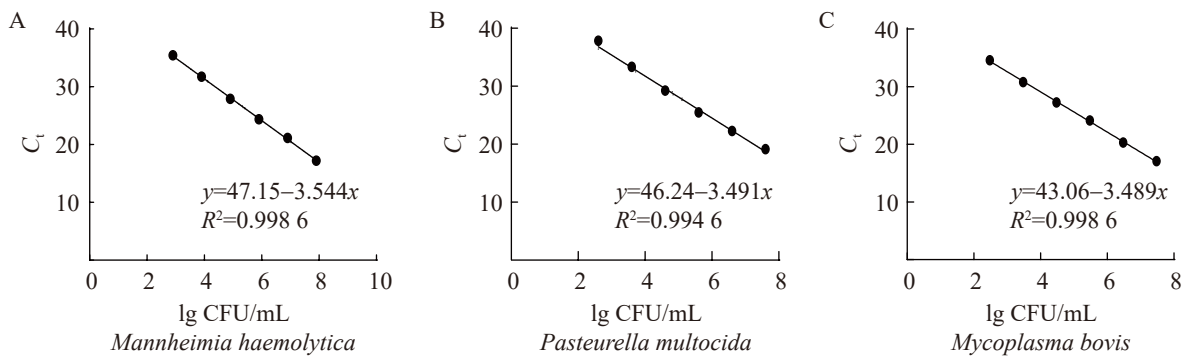 A
40
30
20
10
Ct
y=47.15–3.544x
R²=0.998 6
0 2 4 6 8 10
lg CFU/mL
Mannheimia haemolytica
B
40
30
20
10
Ct
y=46.24–3.491x
R²=0.994 6
0 2 4 6 8
lg CFU/mL
Pasteurella multocida
C
40
30
20
10
Ct
y=43.06–3.489x
R²=0.998 6
0 2 4 6 8
lg CFU/mL
Mycoplasma bovis